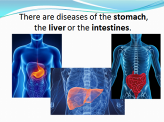 There are diseases of the stomach,
the liver or the intestines.